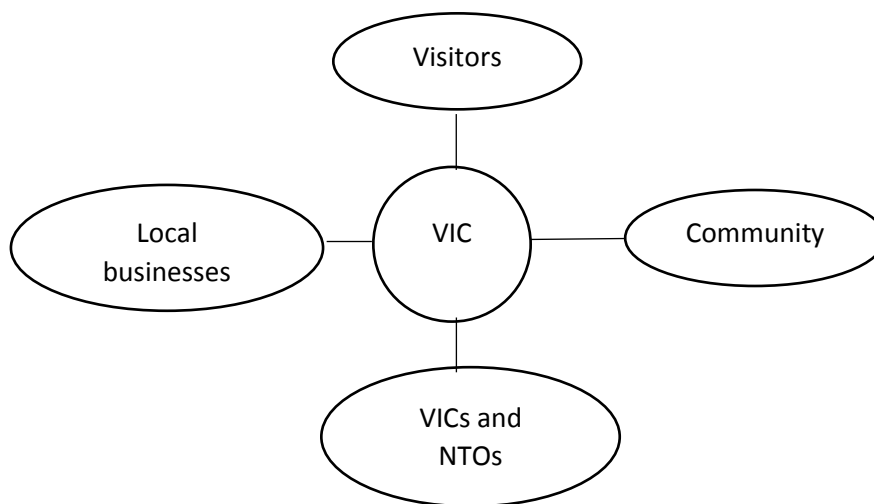 Visitors
Local
businesses
VIC
Community
VICs and
NTOs